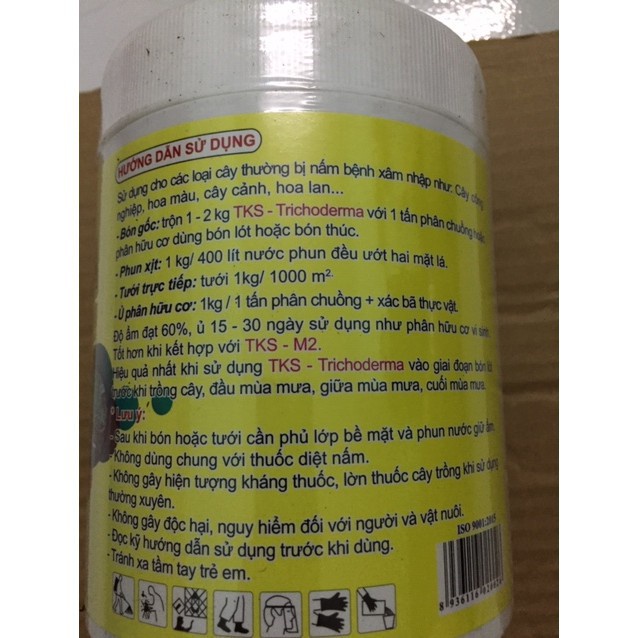 HƯỚNG DẪN SỬ DỤNG
Sử dụng cho các loại cây thường bị nấm bệnh xâm nhập như: Cây công
nghiệp, hoa màu, cây cảnh, hoa lan...
- Bón gốc: trộn 1 - 2 kg TKS - Trichoderma với 1 tấn phân chuồng
phân hữu cơ dùng bón lót hoặc bón thúc.
- Phun xịt: 1 kg/ 400 lít nước phun đều ướt hai mặt lá.
- Tưới trực tiếp: tưới 1kg/ 1000 m².
- Ủ phân hữu cơ: 1kg / 1 tấn phân chuồng + xác bã thực vật.
Độ ẩm đạt 60%, ủ 15 - 30 ngày sử dụng như phân hữu cơ vi sinh.
Tốt hơn khi kết hợp với TKS - M2.
Hiệu quả nhất khi sử dụng TKS - Trichoderma vào giai đoạn bón lót
trước khi trồng cây, đầu mùa mưa, giữa mùa mưa, cuối mùa mưa.
* Lưu ý:
- Sau khi bón hoặc tưới cần phủ lớp bề mặt và phun nước giữ ẩm.
- Không dùng chung với thuốc diệt nấm.
- Không gây hiện tượng kháng thuốc, lờn thuốc cây trồng khi sử dụng
thường xuyên.
- Không gây độc hại, nguy hiểm đối với người và vật nuôi.
- Đọc kỹ hướng dẫn sử dụng trước khi dùng.
- Tránh xa tầm tay trẻ em.
ISO 9001:2015